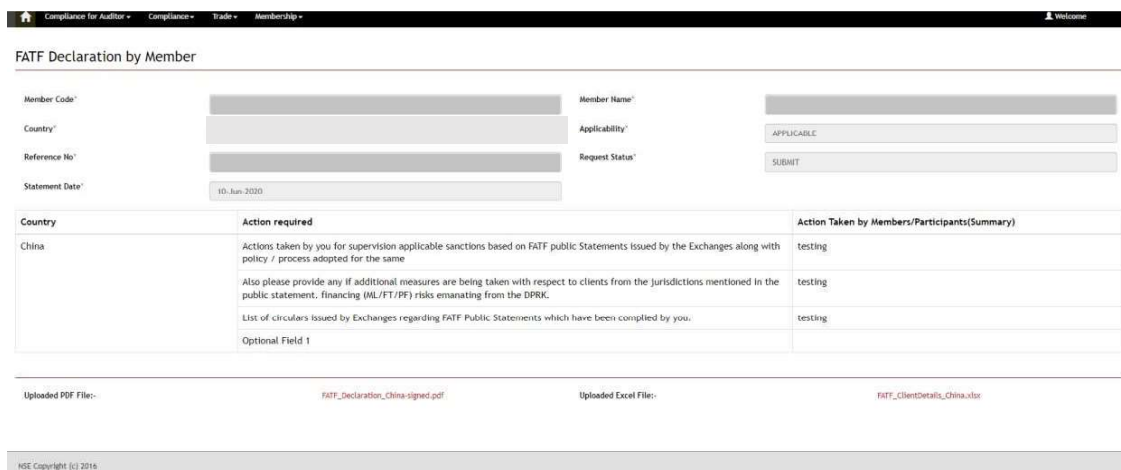 Compliance for Auditor Compliance Trade Membership Welcome
FATF Declaration by Member
Member Code* Member Name*
Country* Applicability* APPLICABLE
Reference No* Request Status* SUBMIT
Statement Date* 10-Jun-2020
Country Action required Action Taken by Members/Participants(Summary)
China Actions taken by you for supervision applicable sanctions based on FATF public Statements issued by the Exchanges along with testing
policy / process adopted for the same
Also please provide any if additional measures are being taken with respect to clients from the jurisdictions mentioned in the testing
public statement. financing (ML/FT/PF) risks emanating from the DPRK.
List of circulars issued by Exchanges regarding FATF Public Statements which have been complied by you. testing
Optional Field 1
Uploaded PDF File:- FATF_Declaration_China-signed.pdf Uploaded Excel File:- FATF_ClientDetails_China.xlsx
NSE Copyright (c) 2016